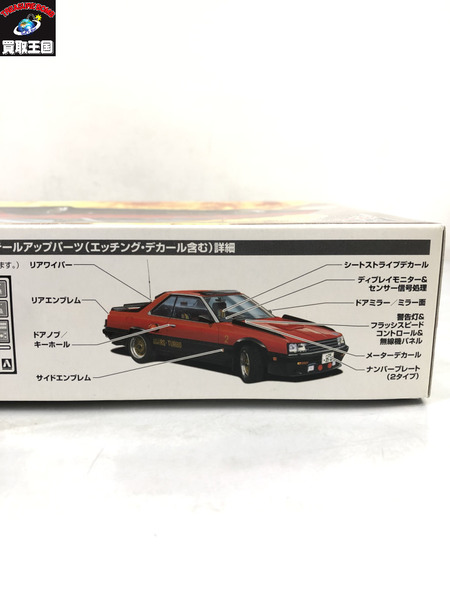 買取王国
ールアップパーツ(エッチング・デカール含む)詳細
ます。)
リアワイパー
リアエンブレム
ドアノブ/
キーホール
サイドエンブレム
シートストライプデカール
ディプレイモニター&
センサー信号処理
ドアミラー/ミラー面
警告灯&
フラッシスピード
コントロール&
無線機パネル
メーターデカール
ナンバープレート
(2タイプ)